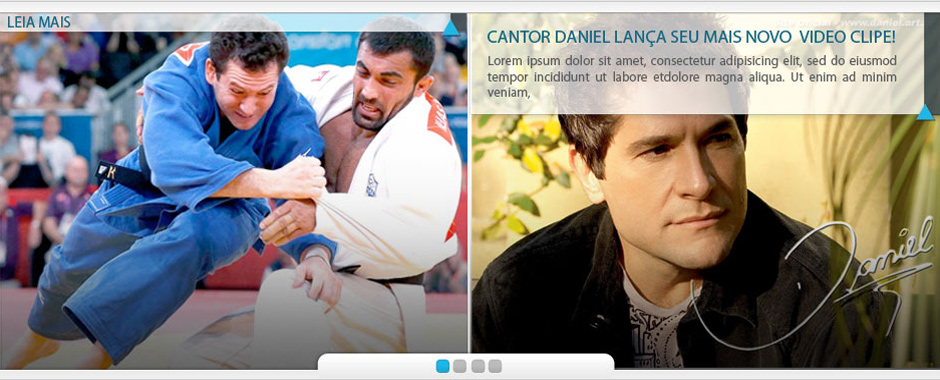 LEIA MAIS
CANTOR DANIEL LANÇA SEU MAIS NOVO VIDEO CLIPE!
Lorem ipsum dolor sit amet, consectetur adipisicing elit, sed do eiusmod
tempor incididunt ut labore etdolore magna aliqua. Ut enim ad minim
veniam,
Daniel